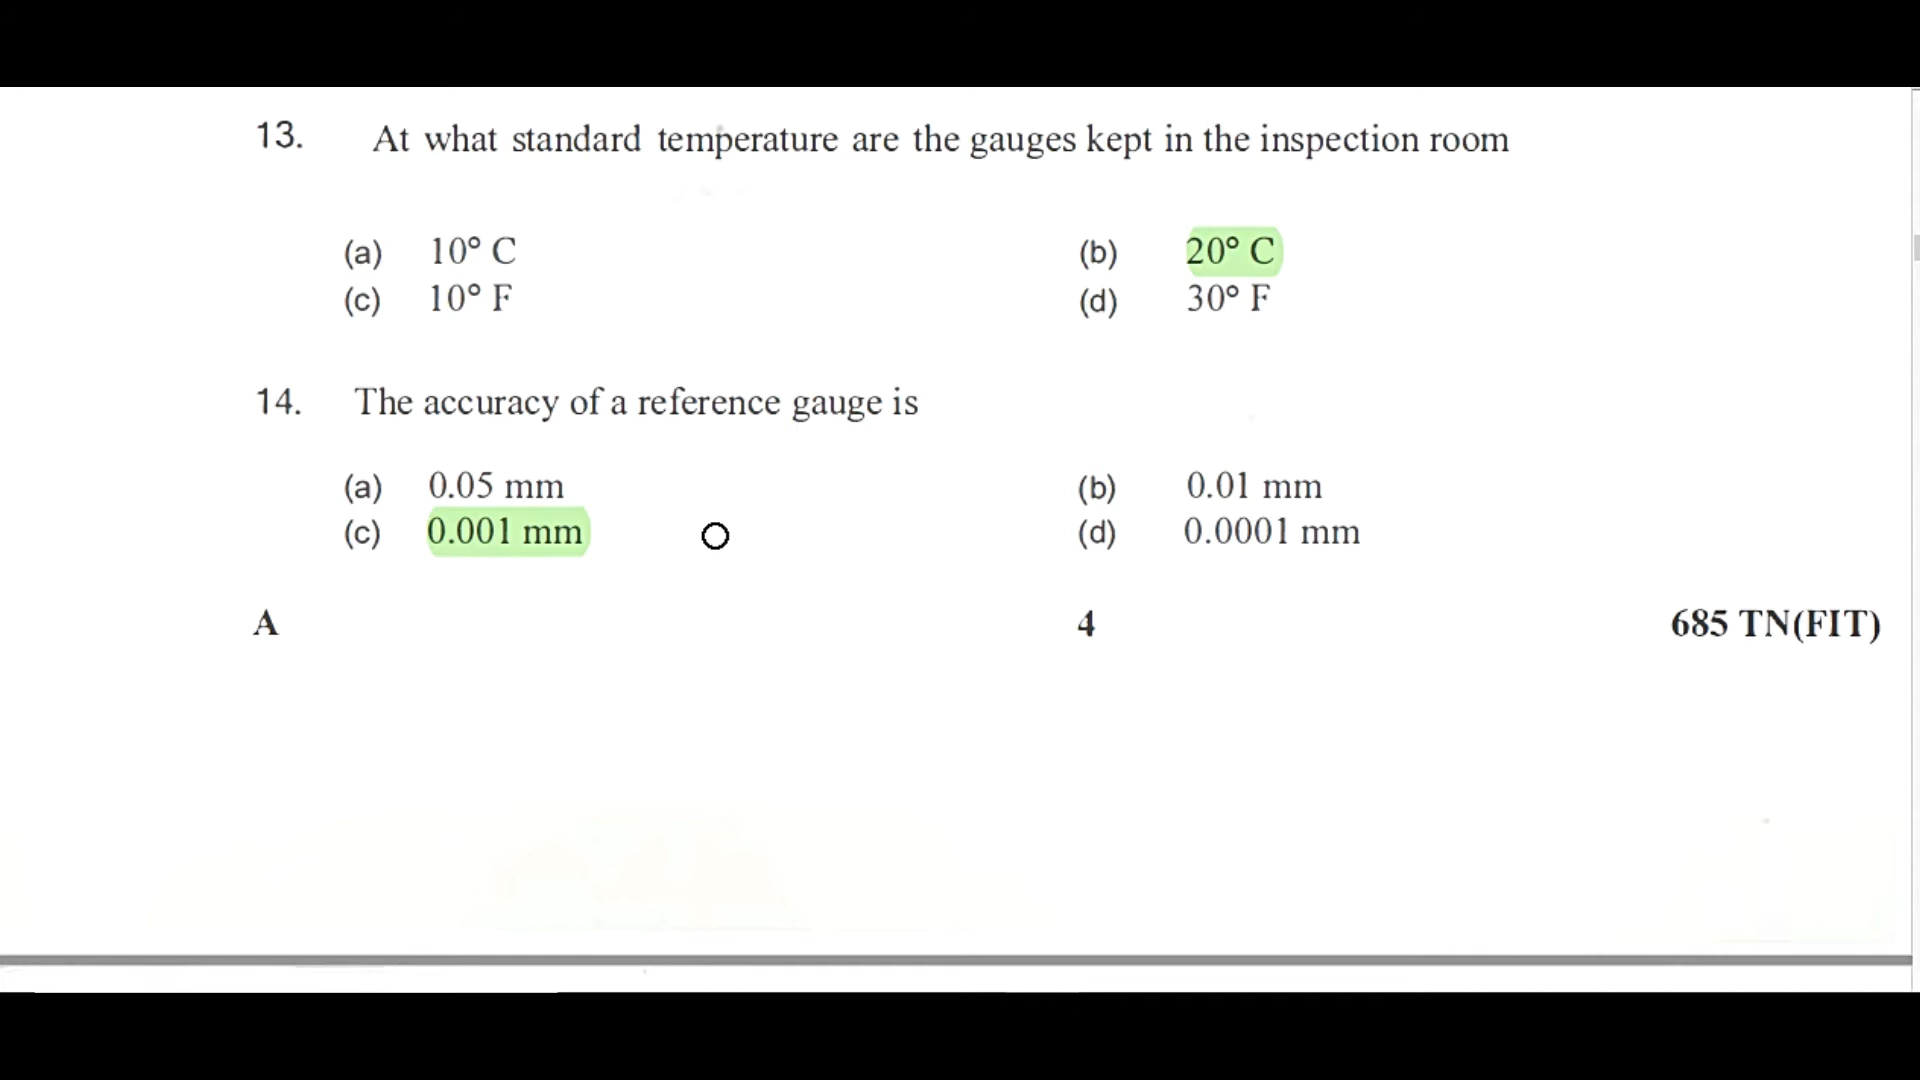 13. At what standard temperature are the gauges kept in the inspection room
(a) 10° C (b) 20° C
(c) 10° F (d) 30° F
14. The accuracy of a reference gauge is
(a) 0.05 mm (b) 0.01 mm
(c) 0.001 mm (d) 0.0001 mm
A 4 685 TN(FIT)